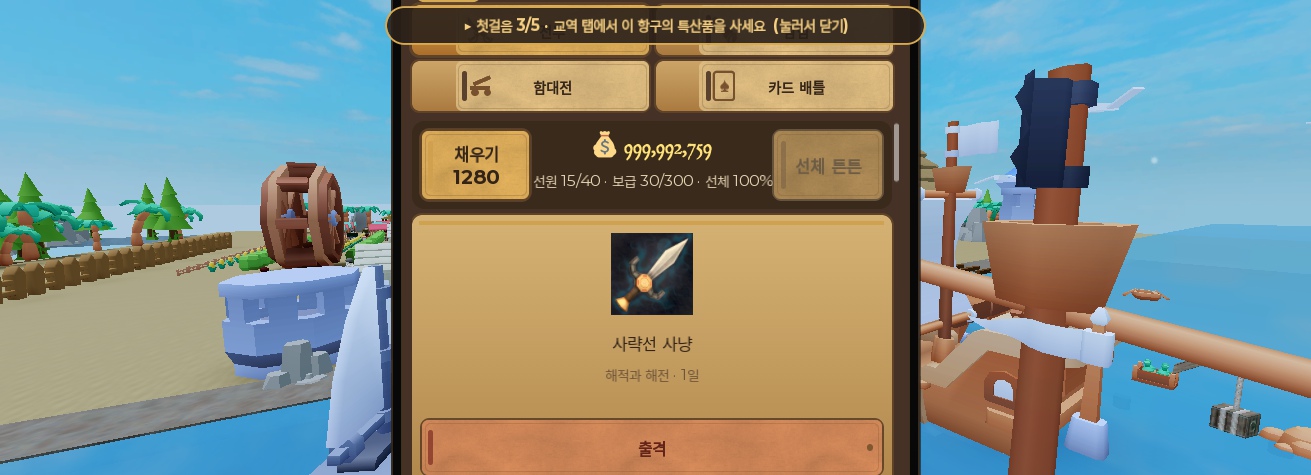 ▸ 첫걸음 3/5 · 교역 탭에서 이 항구의 특산품을 사세요 (눌러서 닫기)
함대전
카드 배틀
채우기
1280
999,992,759
선원 15/40 · 보급 30/300 · 선체 100%
선체 튼튼
사략선 사냥
해적과 해전 · 1일
출격